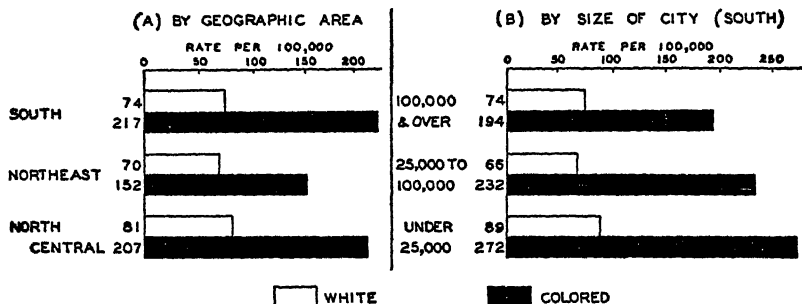 (A) BY GEOGRAPHIC AREA
RATE PER 100,000
0 50 100 150 200
SOUTH
74
217
NORTHEAST
70
152
NORTH
CENTRAL
81
207
(B) BY SIZE OF CITY (SOUTH)
RATE PER 100,000
0 50 100 150 200 250
100,000
& OVER
74
194
25,000 TO
100,000
66
232
UNDER
25,000
89
272
WHITE
COLORED